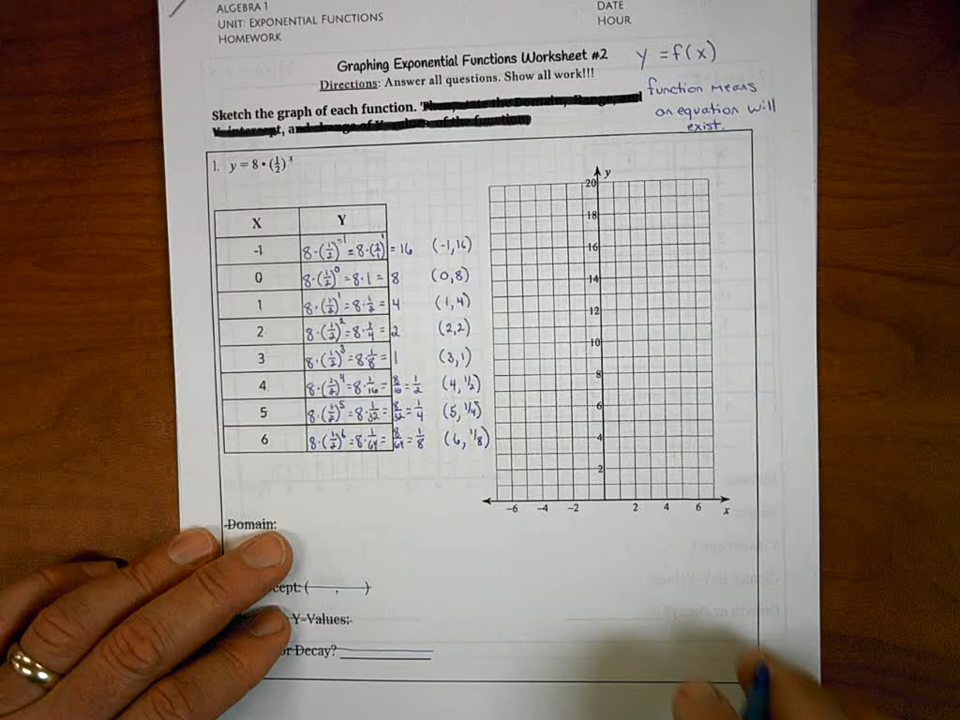 ALGEBRA 1
DATE
UNIT: EXPONENTIAL FUNCTIONS
HOUR
HOMEWORK
Graphing Exponential Functions Worksheet #2
y = f(x)
Directions: Answer all questions. Show all work!!!
function means
an equation will
exist.
Sketch the graph of each function.
1. y = 8 • (1/2)^x
X Y
-1 8·(1/2)^-1 = 8·(2/1)^1 = 16 (-1,16)
0 8·(1/2)^0 = 8·1 = 8 (0,8)
1 8·(1/2)^1 = 8·1/2 = 4 (1,4)
2 8·(1/2)^2 = 8·1/4 = 2 (2,2)
3 8·(1/2)^3 = 8·1/8 = 1 (3,1)
4 8·(1/2)^4 = 8·1/16 = 8/16 = 1/2 (4, 1/2)
5 8·(1/2)^5 = 8·1/32 = 8/32 = 1/4 (5, 1/4)
6 8·(1/2)^6 = 8·1/64 = 8/64 = 1/8 (6, 1/8)
y
20
18
16
14
12
10
8
6
4
2
-6 -4 -2 2 4 6 x
Domain:
cept: ( , )
Y-Values:
or Decay?